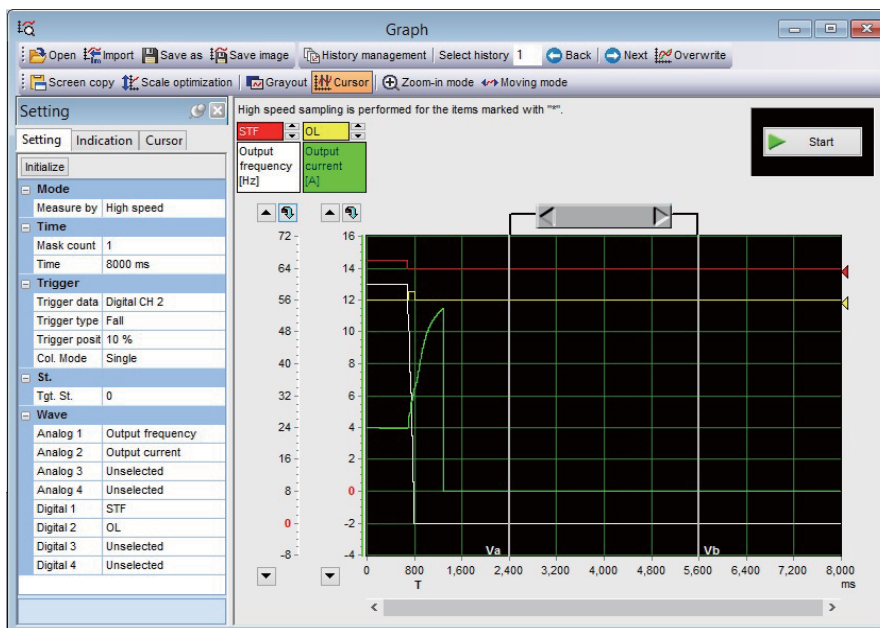 Graph
Open Import Save as Save image History management Select history 1 Back Next Overwrite
Screen copy Scale optimization Grayout Cursor Zoom-in mode Moving mode
Setting
Setting Indication Cursor
Initialize
Mode
Measure by High speed
Time
Mask count 1
Time 8000 ms
Trigger
Trigger data Digital CH 2
Trigger type Fall
Trigger posit 10 %
Col. Mode Single
St.
Tgt. St. 0
Wave
Analog 1 Output frequency
Analog 2 Output current
Analog 3 Unselected
Analog 4 Unselected
Digital 1 STF
Digital 2 OL
Digital 3 Unselected
Digital 4 Unselected
High speed sampling is performed for the items marked with "*".
STF OL
Output frequency [Hz]
Output current [A]
Start
72 16
64 14
56 12
48 10
40 8
32 6
24 4
16 2
8 0
0 -2
-8 -4
Va Vb
0 800 1,600 2,400 3,200 4,000 4,800 5,600 6,400 7,200 8,000
T ms